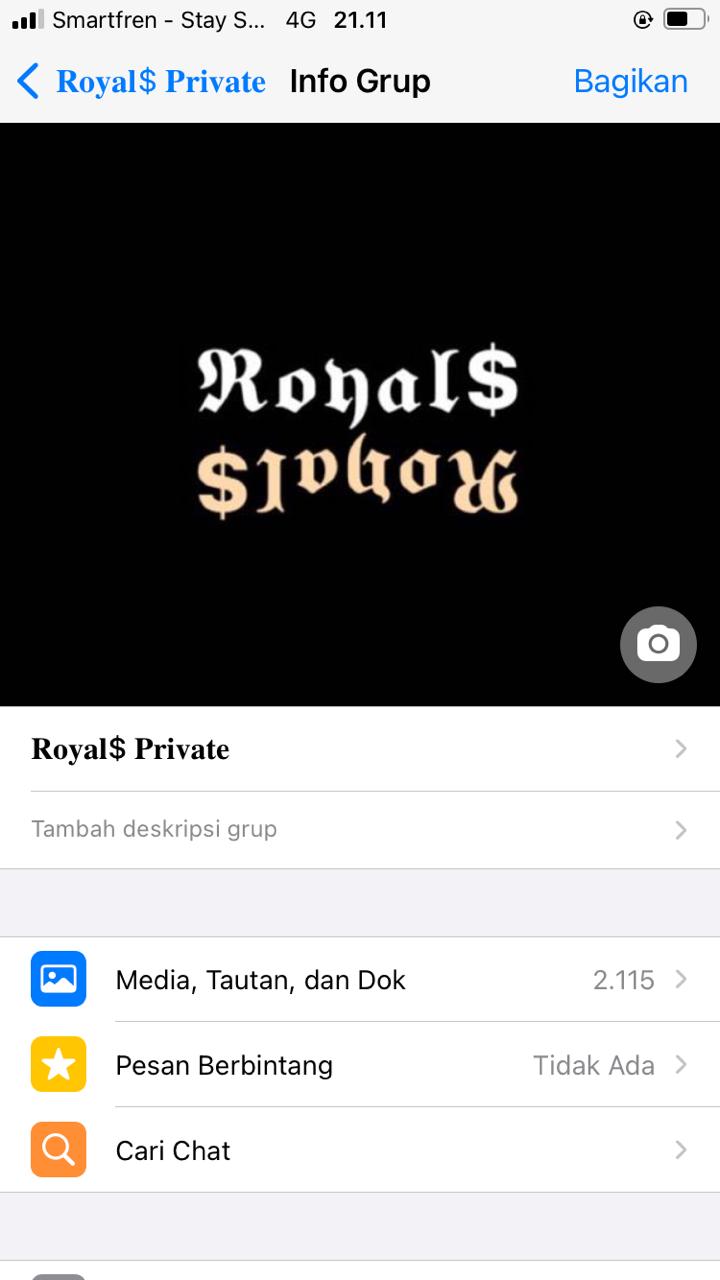 Smartfren - Stay S... 4G 21.11
Royal$ Private Info Grup Bagikan
Royal$
Royal$
Royal$ Private
Tambah deskripsi grup
Media, Tautan, dan Dok 2.115
Pesan Berbintang Tidak Ada
Cari Chat